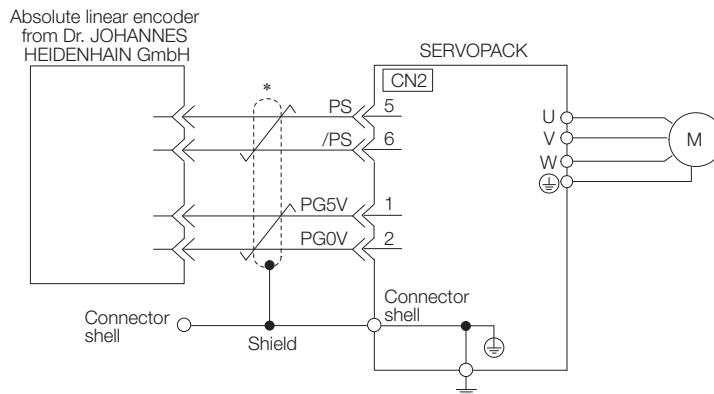 Absolute linear encoder
from Dr. JOHANNES
HEIDENHAIN GmbH
SERVOPACK
CN2
*
PS 5
/PS 6
PG5V 1
PG0V 2
U
V
W
M
Connector
shell
Shield
Connector
shell